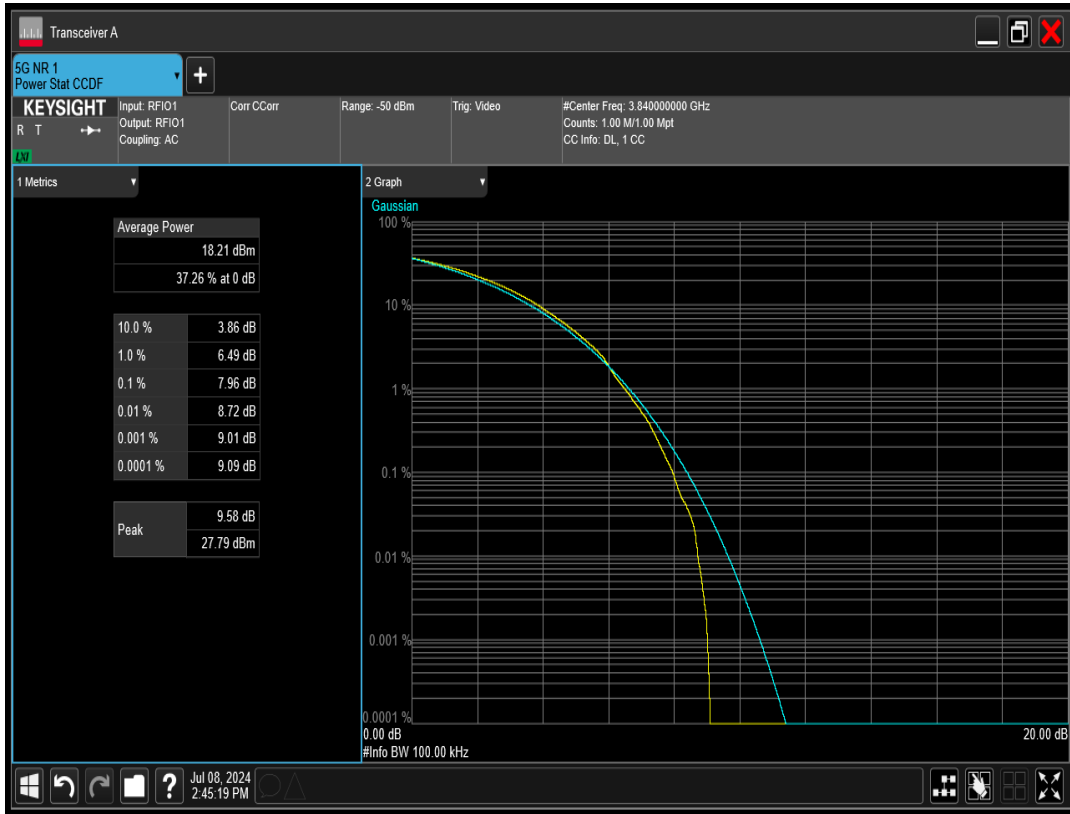 Transceiver A
5G NR 1
Power Stat CCDF
+
KEYSIGHT
R T
LXI
Input: RFIO1
Output: RFIO1
Coupling: AC
Corr CCorr
Range: -50 dBm
Trig: Video
#Center Freq: 3.840000000 GHz
Counts: 1.00 M/1.00 Mpt
CC Info: DL, 1 CC
1 Metrics
Average Power
18.21 dBm
37.26 % at 0 dB
10.0 % 3.86 dB
1.0 % 6.49 dB
0.1 % 7.96 dB
0.01 % 8.72 dB
0.001 % 9.01 dB
0.0001 % 9.09 dB
Peak 9.58 dB
27.79 dBm
2 Graph
Gaussian
100 %
10 %
1 %
0.1 %
0.01 %
0.001 %
0.0001 %
0.00 dB 20.00 dB
#Info BW 100.00 kHz
?
Jul 08, 2024
2:45:19 PM